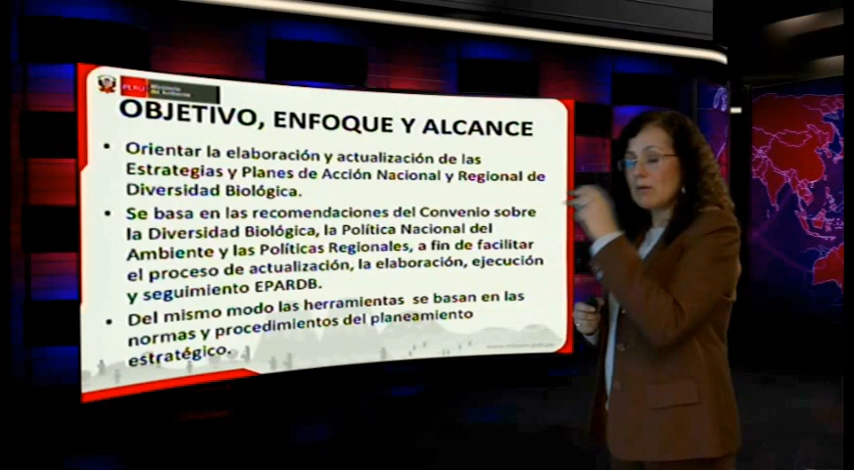 PERÚ
Ministerio
del Ambiente
OBJETIVO, ENFOQUE Y ALCANCE
• Orientar la elaboración y actualización de las
Estrategias y Planes de Acción Nacional y Regional de
Diversidad Biológica.
• Se basa en las recomendaciones del Convenio sobre
la Diversidad Biológica, la Política Nacional del
Ambiente y las Políticas Regionales, a fin de facilitar
el proceso de actualización, la elaboración, ejecución
y seguimiento EPARDB.
• Del mismo modo las herramientas se basan en las
normas y procedimientos del planeamiento
estratégico.